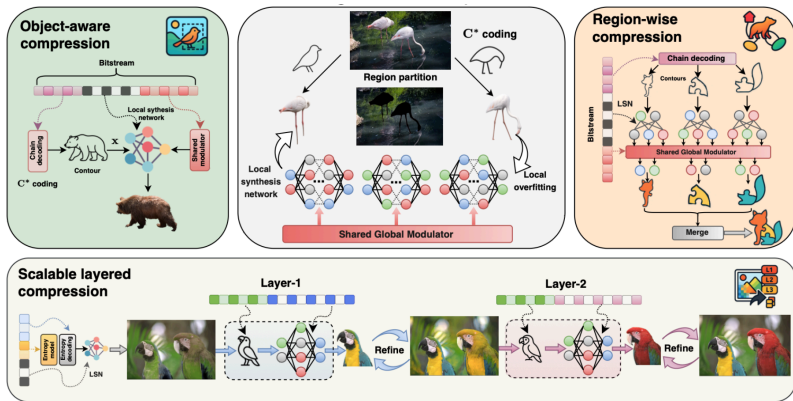 Object-aware
compression
Bitstream
Local sythesis
network
Chain
decoding
X
Contour
Shared
modulator
C* coding
C* coding
Region partition
Local
synthesis
network
...
...
...
Local
overfitting
Shared Global Modulator
Region-wise
compression
Chain decoding
Contours
LSN
Bitstream
Shared Global Modulator
Merge
Scalable layered
compression
Entropy
model
Entropy
decoding
LSN
Layer-1
Refine
Layer-2
Refine
L1
L2
L3